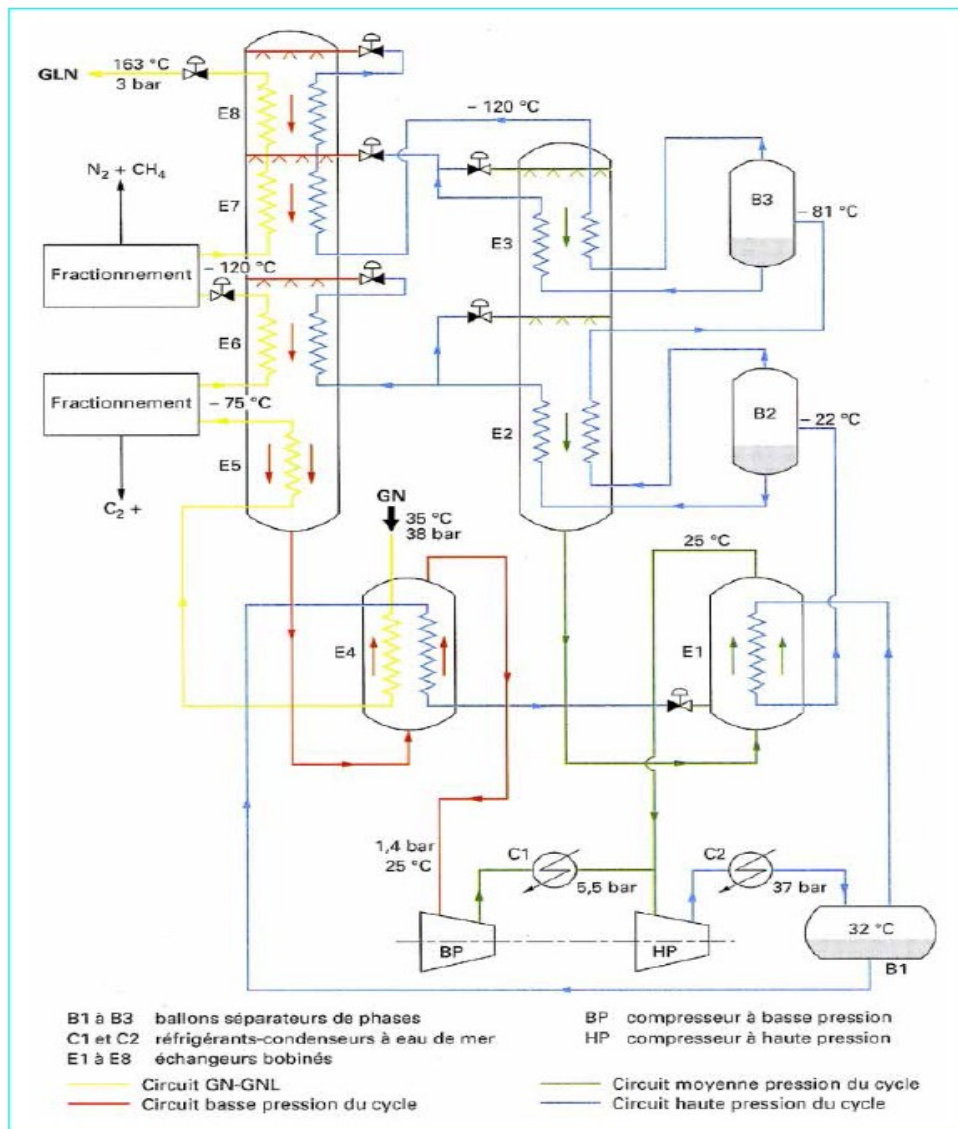 163 °C
GLN
3 bar
E8
– 120 °C
N₂ + CH₄
E7
B3
– 81 °C
E3
Fractionnement
– 120 °C
E6
Fractionnement
– 75 °C
B2
– 22 °C
E5
E2
C₂ +
GN
35 °C
38 bar
25 °C
E4
E1
1,4 bar
25 °C
C1
5,5 bar
C2
37 bar
BP
HP
32 °C
B1
B1 à B3 ballons séparateurs de phases
C1 et C2 réfrigérants-condenseurs à eau de mer
E1 à E8 échangeurs bobinés
BP compresseur à basse pression
HP compresseur à haute pression
Circuit GN-GNL
Circuit basse pression du cycle
Circuit moyenne pression du cycle
Circuit haute pression du cycle